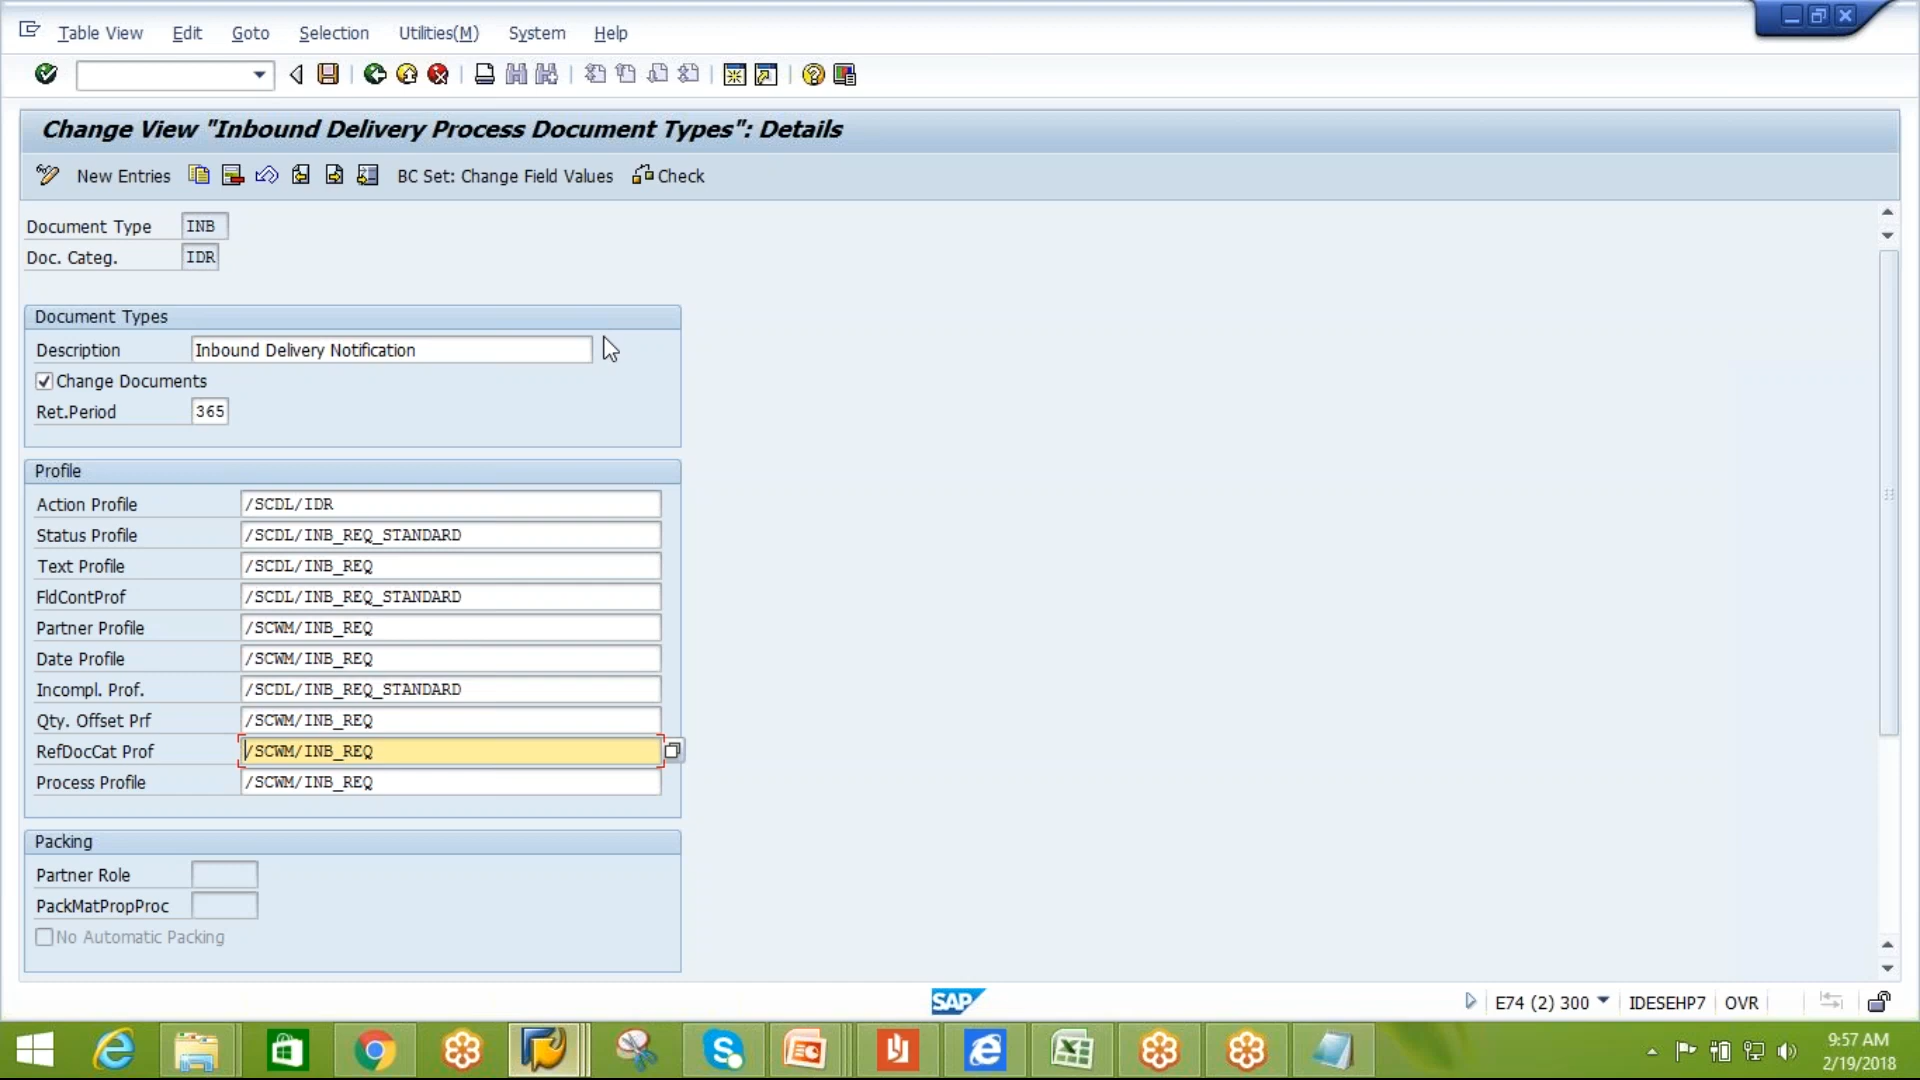 Table View Edit Goto Selection Utilities(M) System Help
Change View "Inbound Delivery Process Document Types": Details
New Entries BC Set: Change Field Values Check
Document Type INB
Doc. Categ. IDR
Document Types
Description Inbound Delivery Notification
Change Documents
Ret.Period 365
Profile
Action Profile /SCDL/IDR
Status Profile /SCDL/INB_REQ_STANDARD
Text Profile /SCDL/INB_REQ
FldContProf /SCDL/INB_REQ_STANDARD
Partner Profile /SCWM/INB_REQ
Date Profile /SCWM/INB_REQ
Incompl. Prof. /SCDL/INB_REQ_STANDARD
Qty. Offset Prf /SCWM/INB_REQ
RefDocCat Prof /SCWM/INB_REQ
Process Profile /SCWM/INB_REQ
Packing
Partner Role
PackMatPropProc
No Automatic Packing
SAP E74 (2) 300 IDESEHP7 OVR
9:57 AM
2/19/2018